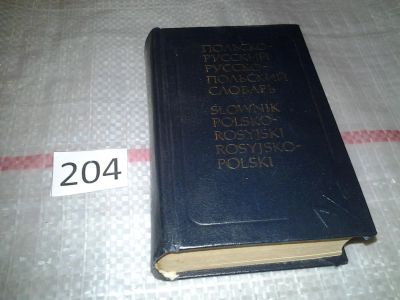 ПОЛЬСКО-
РУССКИЙ
РУССКО-
ПОЛЬСКИЙ
СЛОВАРЬ
SŁOWNIK
POLSKO-
ROSYJSKI
ROSYJSKO-
POLSKI
204